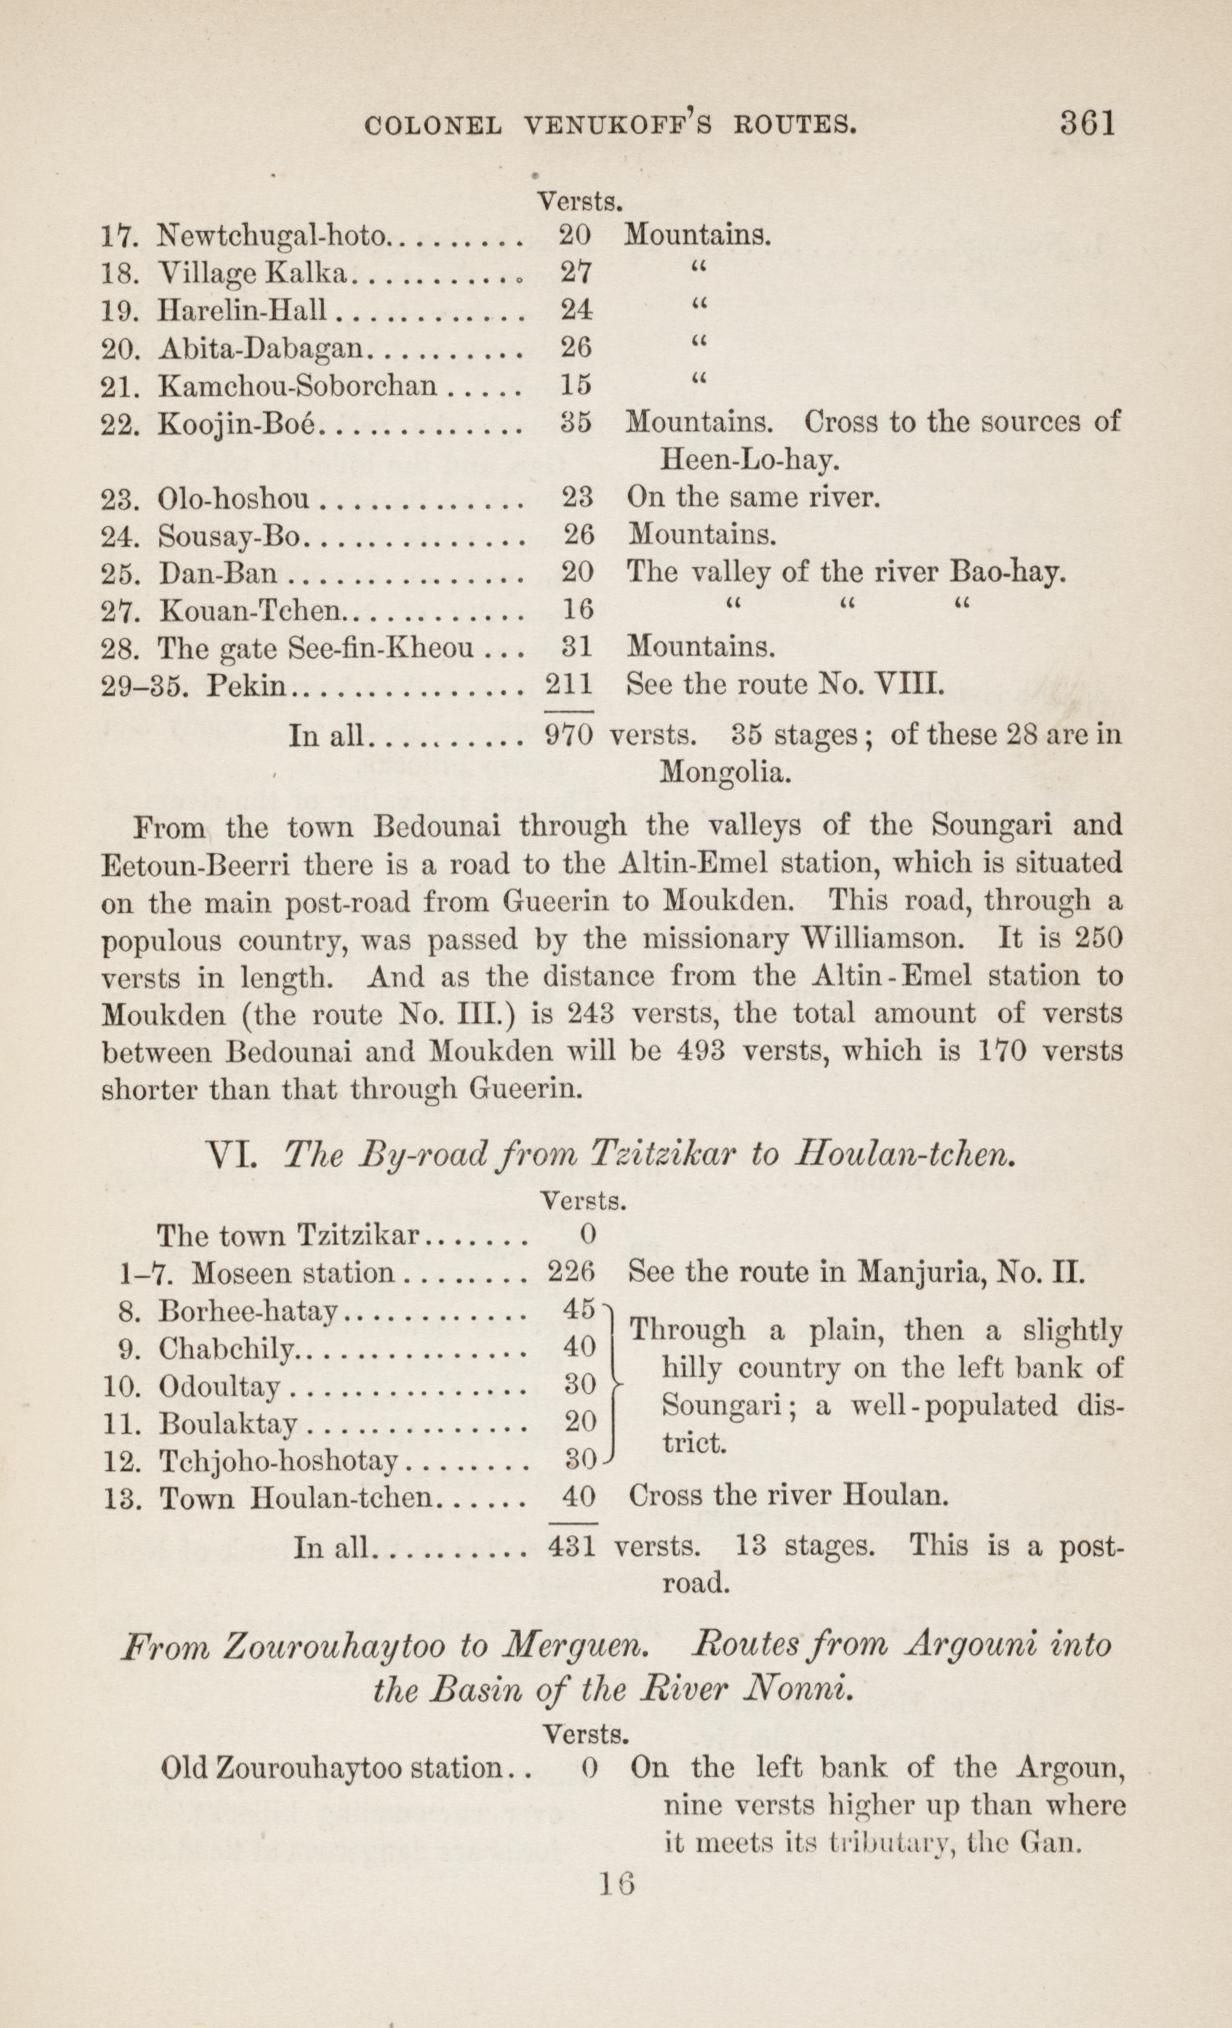 COLONEL VENUKOFF'S ROUTES. 361
Versts.
17. Newtchugal-hoto......... 20 Mountains.
18. Village Kalka........... 27 “
19. Harelin-Hall............ 24 “
20. Abita-Dabagan.......... 26 “
21. Kamchou-Soborchan..... 15 “
22. Koojin-Boé............. 35 Mountains. Cross to the sources of
Heen-Lo-hay.
23. Olo-hoshou............. 23 On the same river.
24. Sousay-Bo.............. 26 Mountains.
25. Dan-Ban............... 20 The valley of the river Bao-hay.
27. Kouan-Tchen............ 16 “ “ “
28. The gate See-fin-Kheou... 31 Mountains.
29–35. Pekin............... 211 See the route No. VIII.
In all.......... 970 versts. 35 stages; of these 28 are in
Mongolia.
From the town Bedounai through the valleys of the Soungari and
Eetoun-Beerri there is a road to the Altin-Emel station, which is situated
on the main post-road from Gueerin to Moukden. This road, through a
populous country, was passed by the missionary Williamson. It is 250
versts in length. And as the distance from the Altin-Emel station to
Moukden (the route No. III.) is 243 versts, the total amount of versts
between Bedounai and Moukden will be 493 versts, which is 170 versts
shorter than that through Gueerin.
VI. The By-road from Tzitzikar to Houlan-tchen.
Versts.
The town Tzitzikar....... 0
1–7. Moseen station........ 226 See the route in Manjuria, No. II.
8. Borhee-hatay............ 45
9. Chabchily............... 40
10. Odoultay............... 30
11. Boulaktay.............. 20
12. Tchjoho-hoshotay........ 30
Through a plain, then a slightly
hilly country on the left bank of
Soungari; a well-populated dis-
trict.
13. Town Houlan-tchen...... 40 Cross the river Houlan.
In all.......... 431 versts. 13 stages. This is a post-
road.
From Zourouhaytoo to Merguen. Routes from Argouni into
the Basin of the River Nonni.
Versts.
Old Zourouhaytoo station.. 0 On the left bank of the Argoun,
nine versts higher up than where
it meets its tributary, the Gan.
16